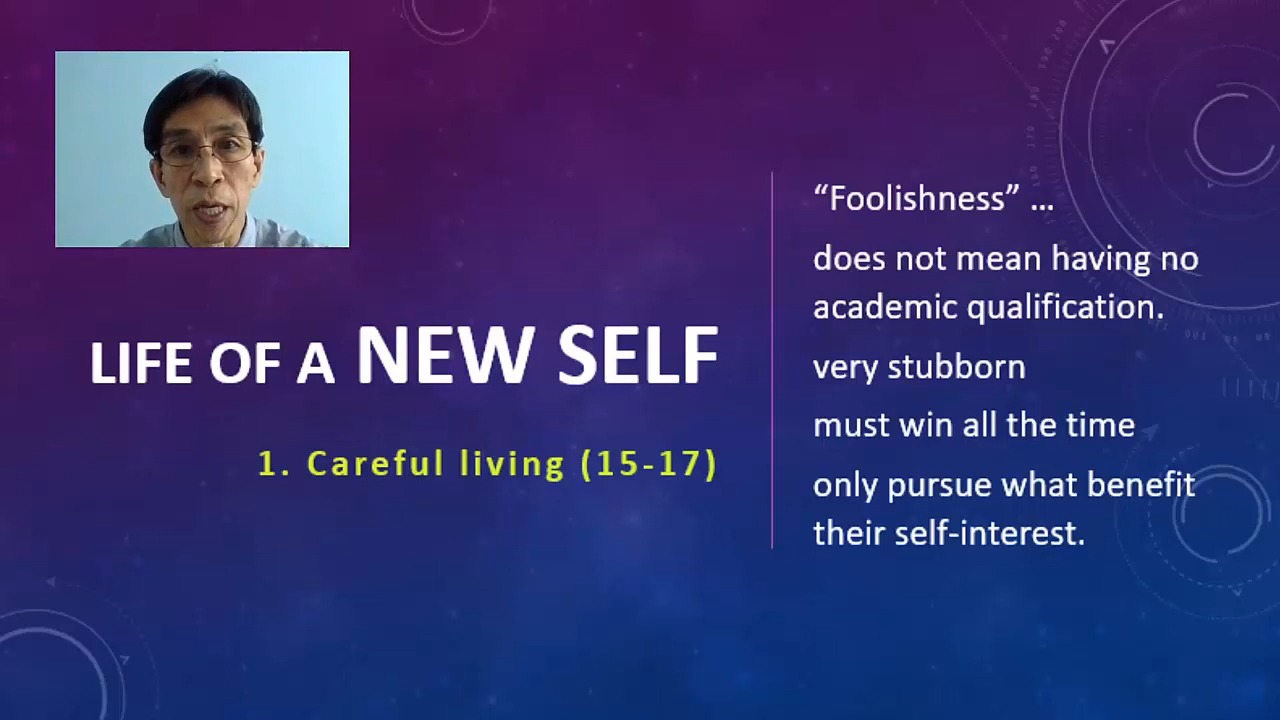 LIFE OF A NEW SELF
1. Careful living (15-17)
“Foolishness” ...
does not mean having no
academic qualification.
very stubborn
must win all the time
only pursue what benefit
their self-interest.